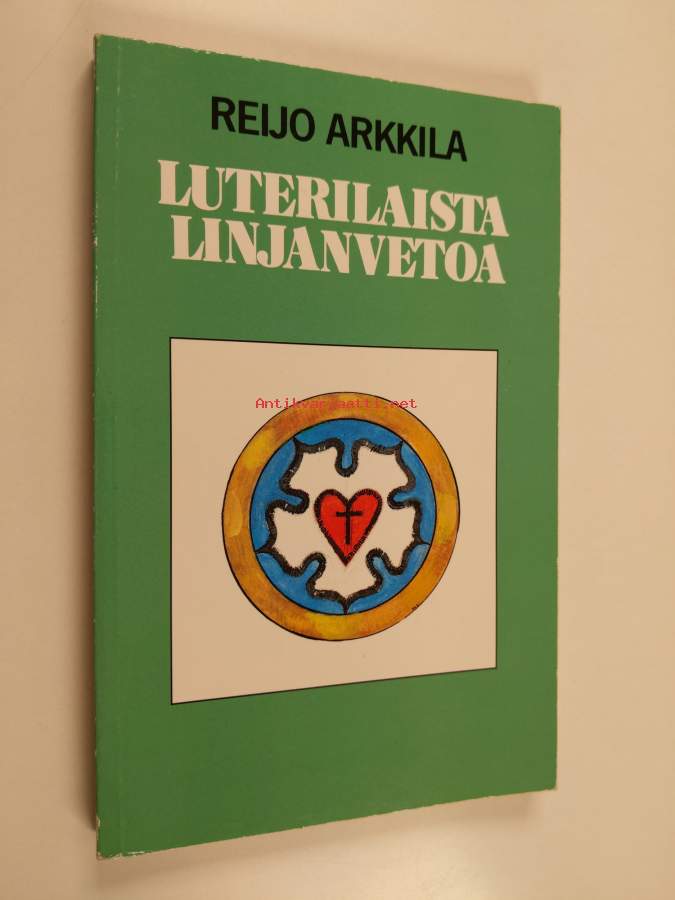 REIJO ARKKILA
LUTERILAISTA
LINJANVETOA
Antikvariaatti.net